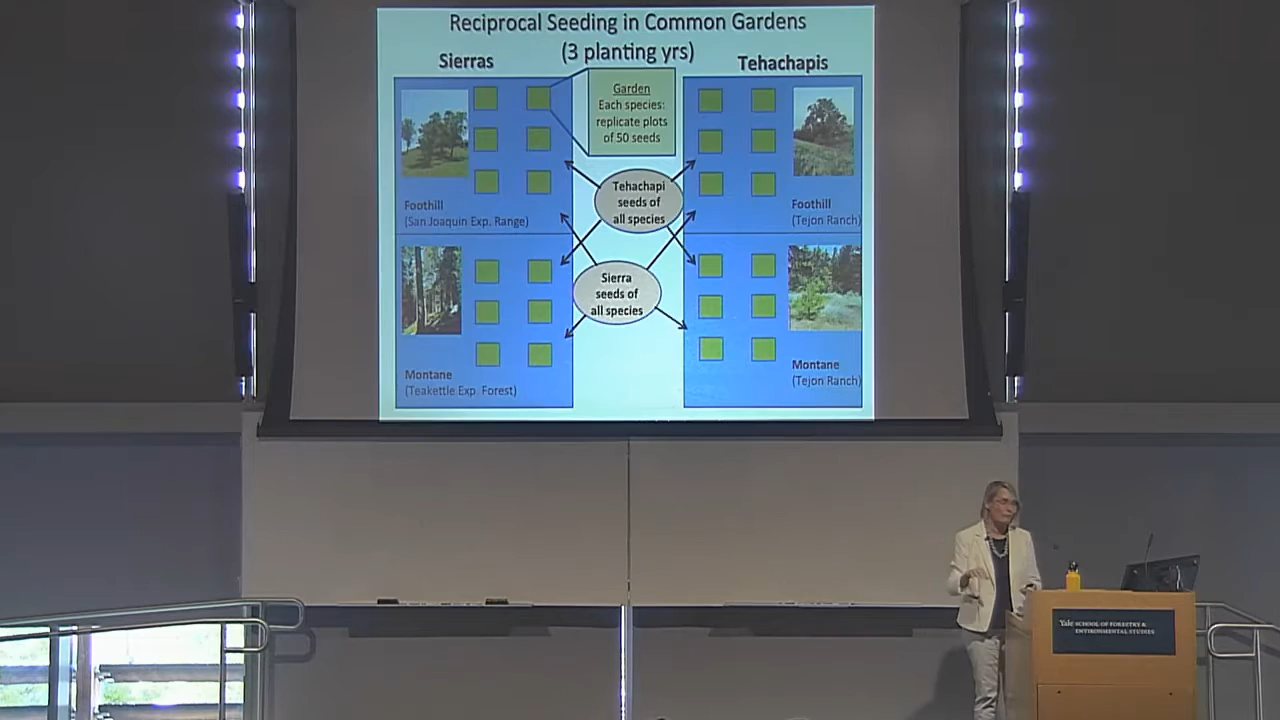 Reciprocal Seeding in Common Gardens
(3 planting yrs)
Sierras
Tehachapis
Garden
Each species:
replicate plots
of 50 seeds
Foothill
(San Joaquin Exp. Range)
Tehachapi
seeds of
all species
Foothill
(Tejon Ranch)
Sierra
seeds of
all species
Montane
(Teakettle Exp. Forest)
Montane
(Tejon Ranch)
Yale SCHOOL OF FORESTRY &
ENVIRONMENTAL STUDIES